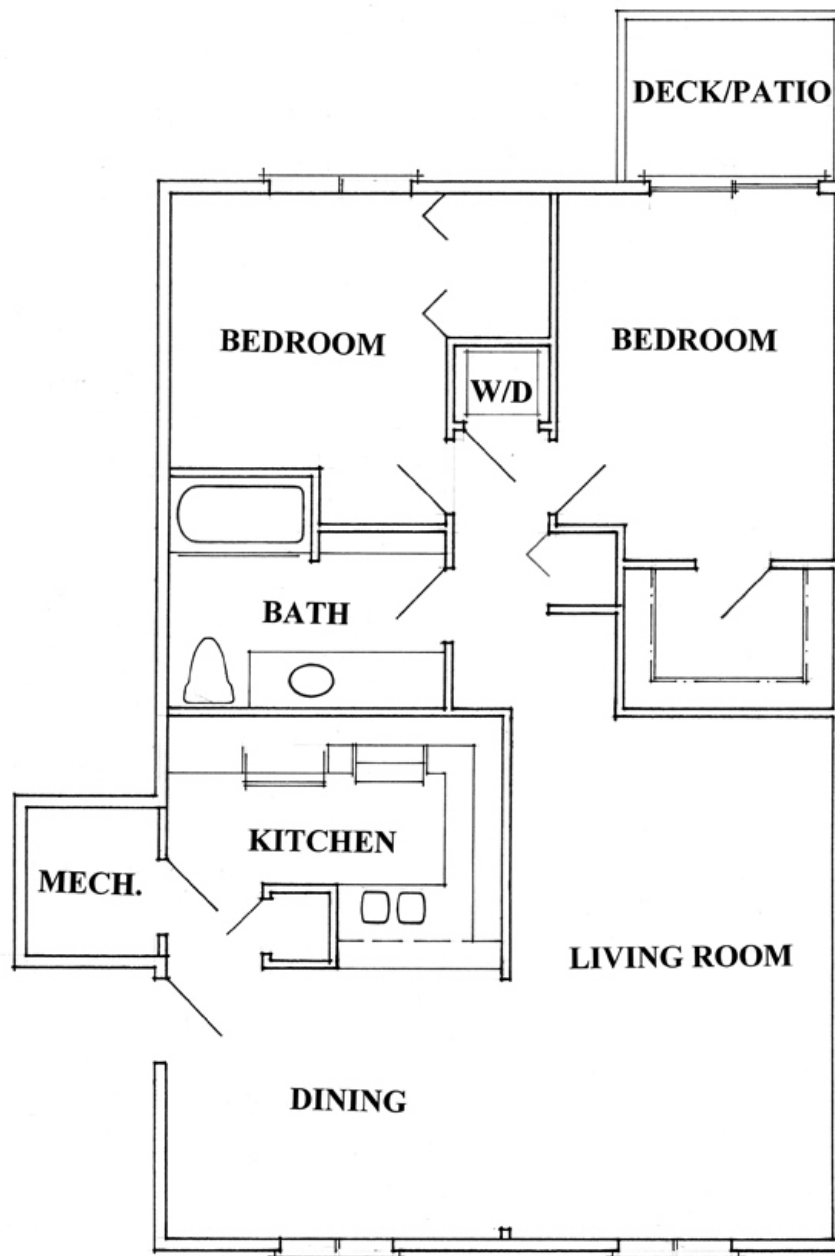 DECK/PATIO
BEDROOM
BEDROOM
W/D
BATH
KITCHEN
MECH.
LIVING ROOM
DINING